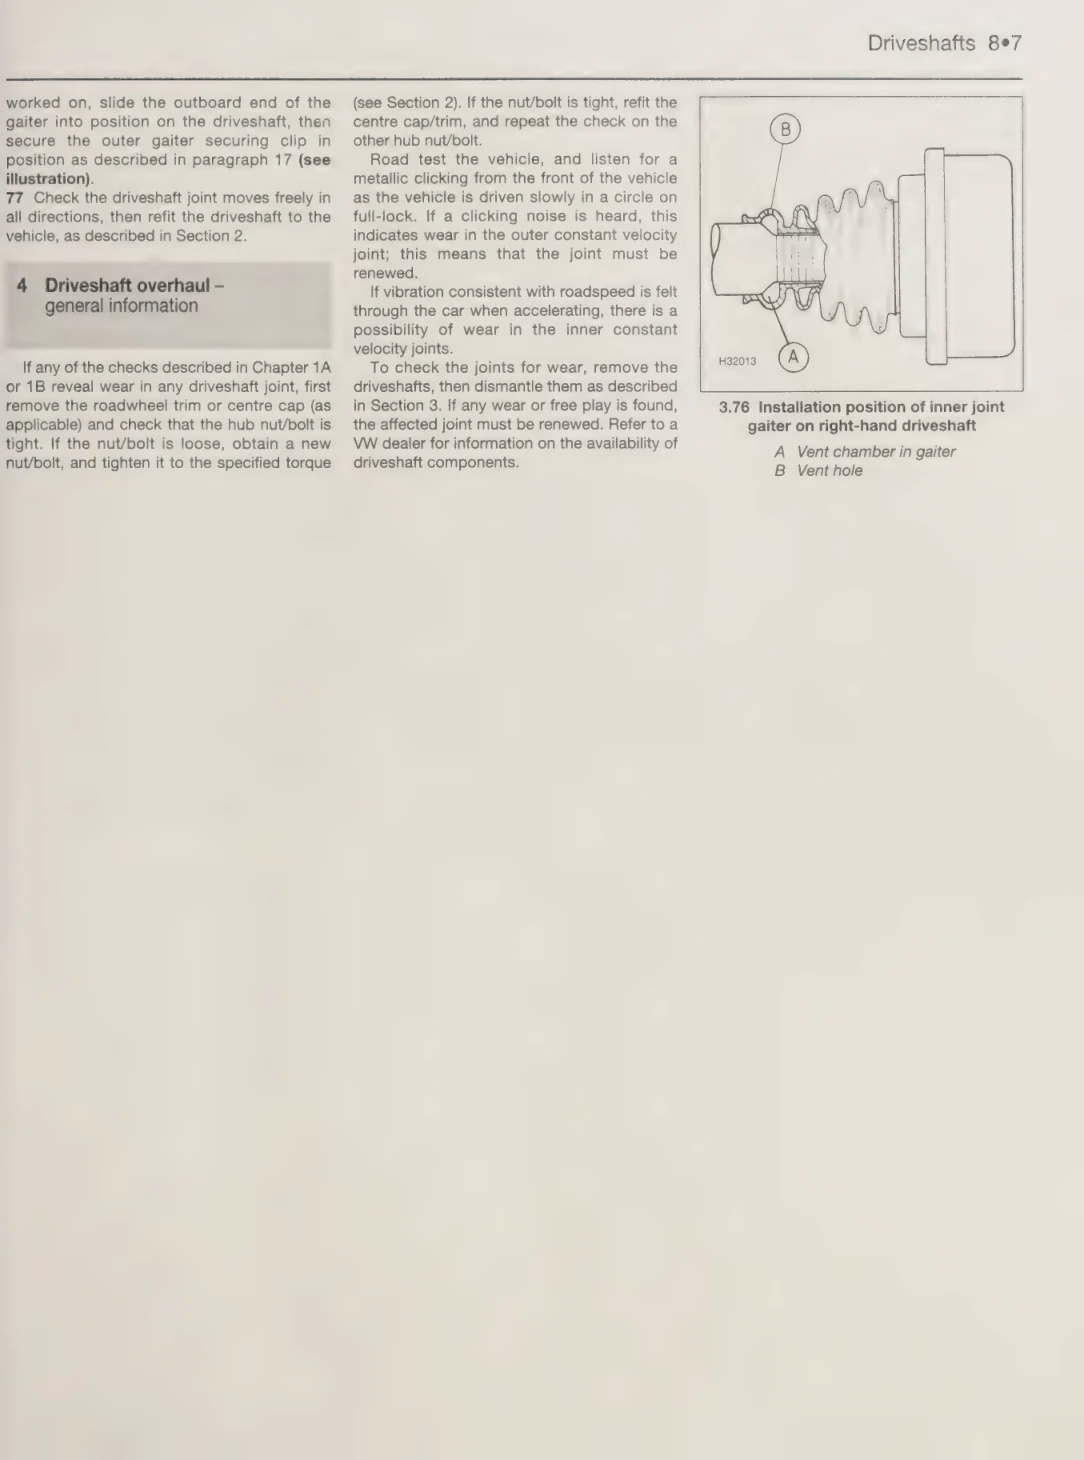 Driveshafts 8•7
worked on, slide the outboard end of the
gaiter into position on the driveshaft, then
secure the outer gaiter securing clip in
position as described in paragraph 17 (see
illustration).
77 Check the driveshaft joint moves freely in
all directions, then refit the driveshaft to the
vehicle, as described in Section 2.
4 Driveshaft overhaul –
general information
If any of the checks described in Chapter 1A
or 1B reveal wear in any driveshaft joint, first
remove the roadwheel trim or centre cap (as
applicable) and check that the hub nut/bolt is
tight. If the nut/bolt is loose, obtain a new
nut/bolt, and tighten it to the specified torque
(see Section 2). If the nut/bolt is tight, refit the
centre cap/trim, and repeat the check on the
other hub nut/bolt.
Road test the vehicle, and listen for a
metallic clicking from the front of the vehicle
as the vehicle is driven slowly in a circle on
full-lock. If a clicking noise is heard, this
indicates wear in the outer constant velocity
joint; this means that the joint must be
renewed.
If vibration consistent with roadspeed is felt
through the car when accelerating, there is a
possibility of wear in the inner constant
velocity joints.
To check the joints for wear, remove the
driveshafts, then dismantle them as described
in Section 3. If any wear or free play is found,
the affected joint must be renewed. Refer to a
VW dealer for information on the availability of
driveshaft components.
B
H32013
A
3.76 Installation position of inner joint
gaiter on right-hand driveshaft
A Vent chamber in gaiter
B Vent hole